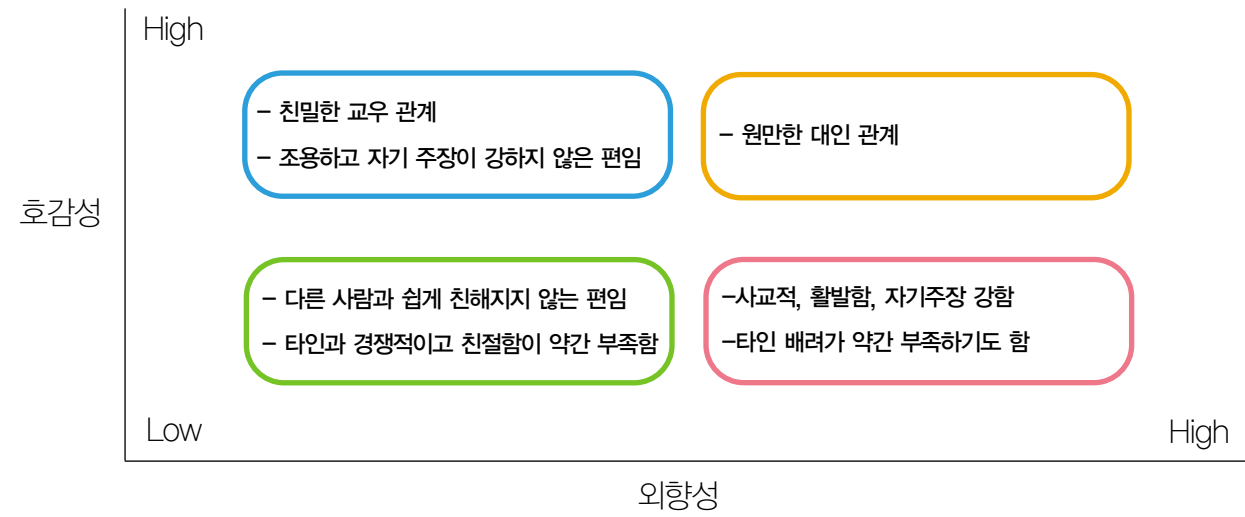 High
- 친밀한 교우 관계
- 조용하고 자기 주장이 강하지 않은 편임
- 원만한 대인 관계
호감성
- 다른 사람과 쉽게 친해지지 않는 편임
- 타인과 경쟁적이고 친절함이 약간 부족함
-사교적, 활발함, 자기주장 강함
-타인 배려가 약간 부족하기도 함
Low
High
외향성